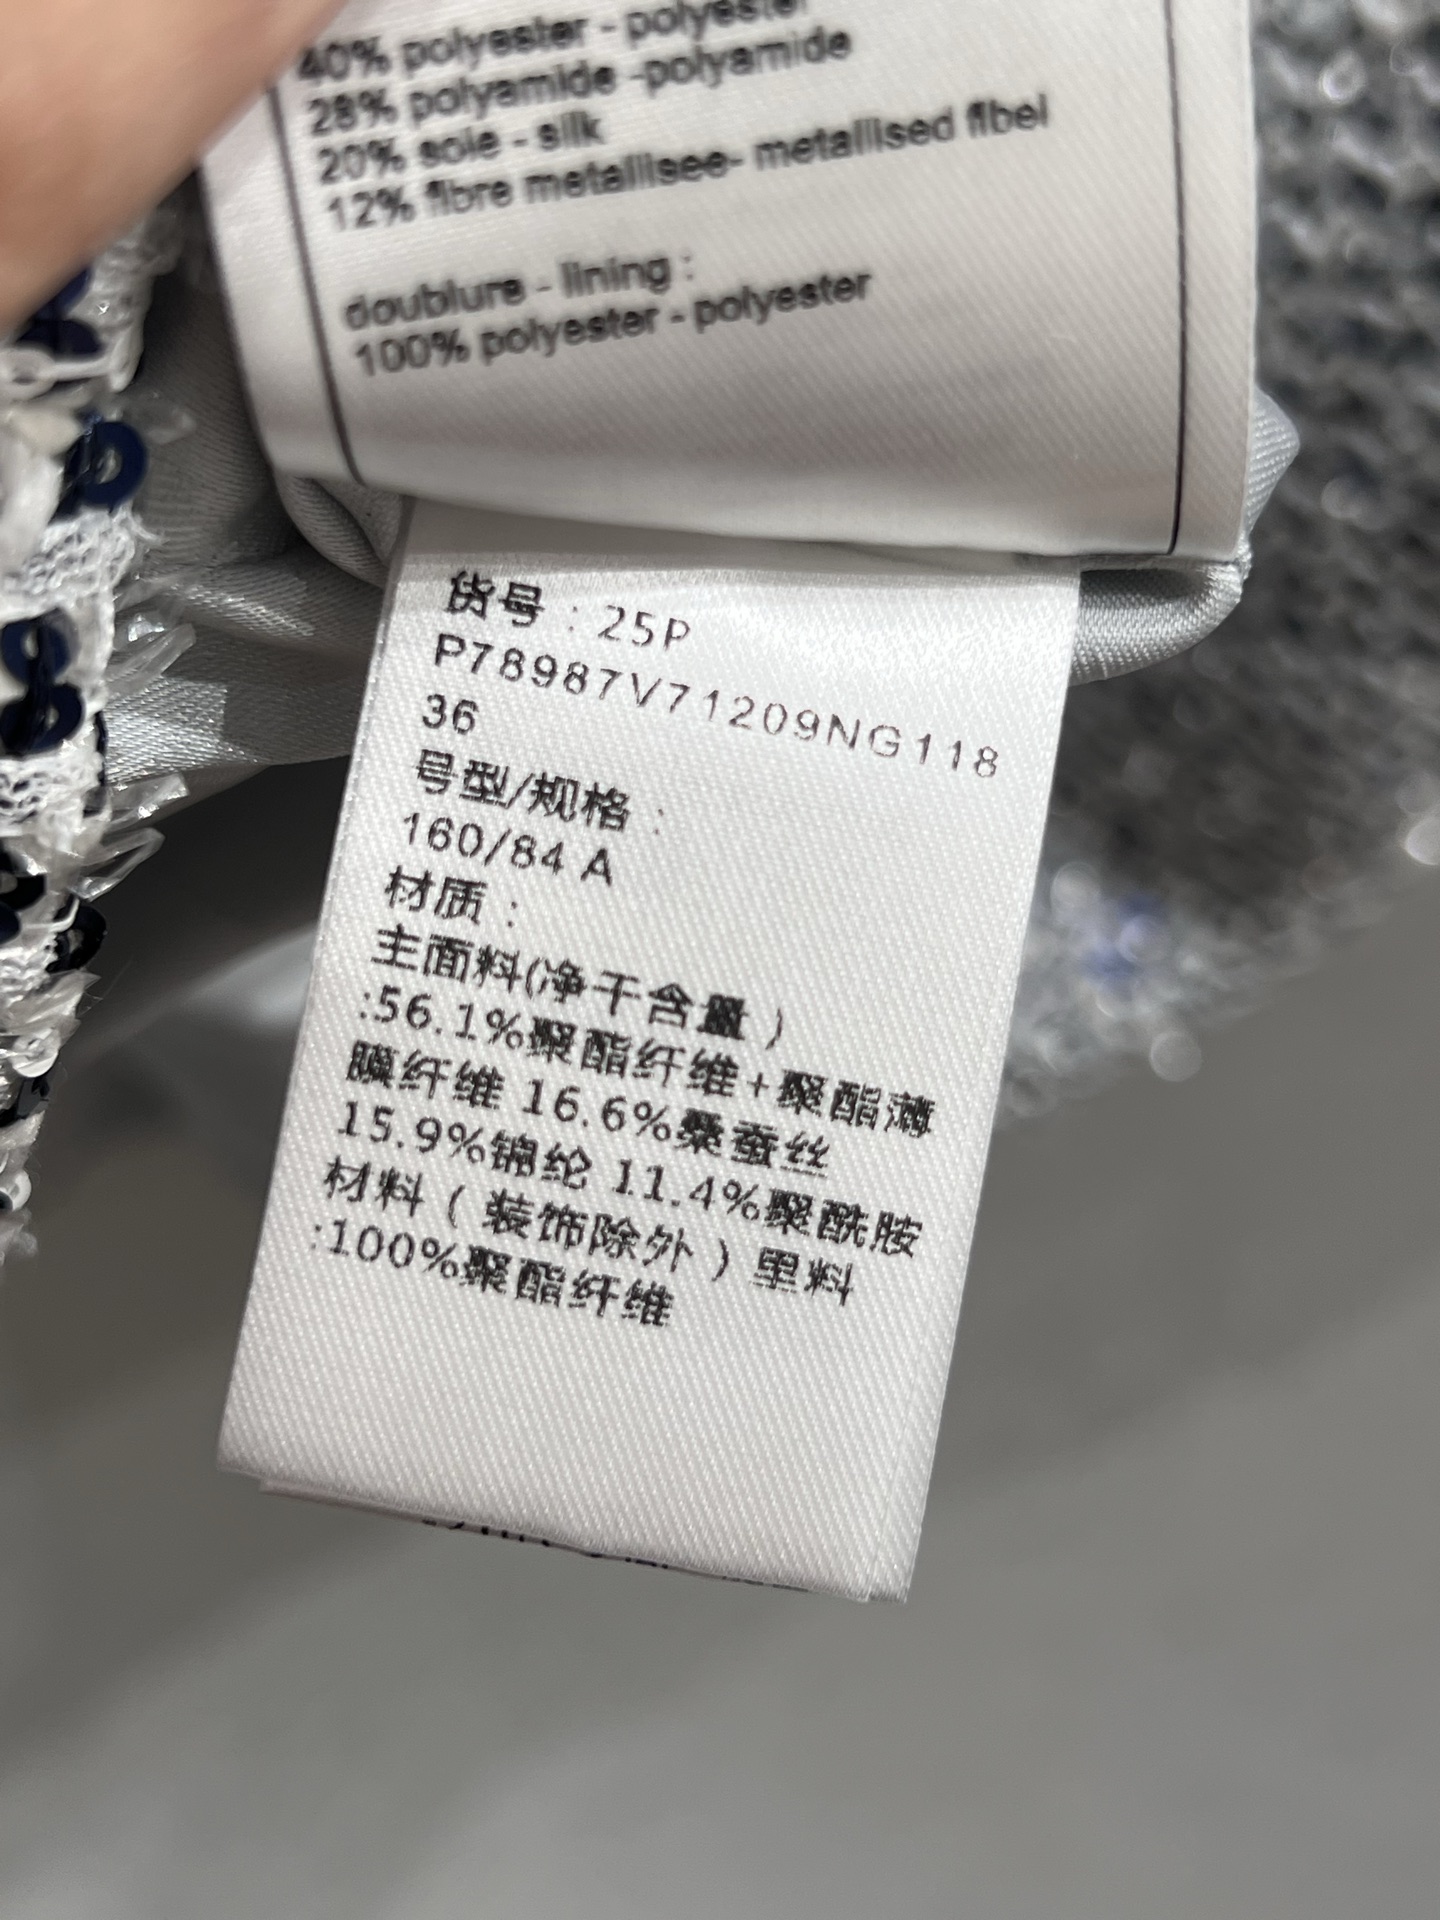 40% polyester - polyester
28% polyamide -polyamide
20% soie - silk
12% fibre metallisee- metallised fibel
doublure - lining :
100% polyester - polyester
货号 : 25P
P78987V71209NG118
36
号型/规格 :
160/84 A
材质 :
主面料(净干含量 )
:56.1%聚酯纤维+聚酯薄
膜纤维 16.6%桑蚕丝
15.9%锦纶 11.4%聚酰胺
材料 ( 装饰除外 ) 里料
:100%聚酯纤维